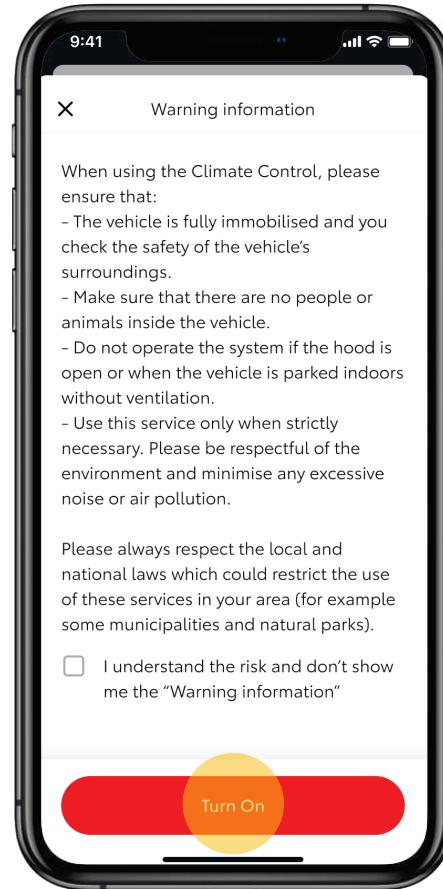 9:41
Warning information
When using the Climate Control, please
ensure that:
- The vehicle is fully immobilised and you
check the safety of the vehicle's
surroundings.
- Make sure that there are no people or
animals inside the vehicle.
- Do not operate the system if the hood is
open or when the vehicle is parked indoors
without ventilation.
- Use this service only when strictly
necessary. Please be respectful of the
environment and minimise any excessive
noise or air pollution.
Please always respect the local and
national laws which could restrict the use
of these services in your area (for example
some municipalities and natural parks).
I understand the risk and don't show
me the “Warning information”
Turn On